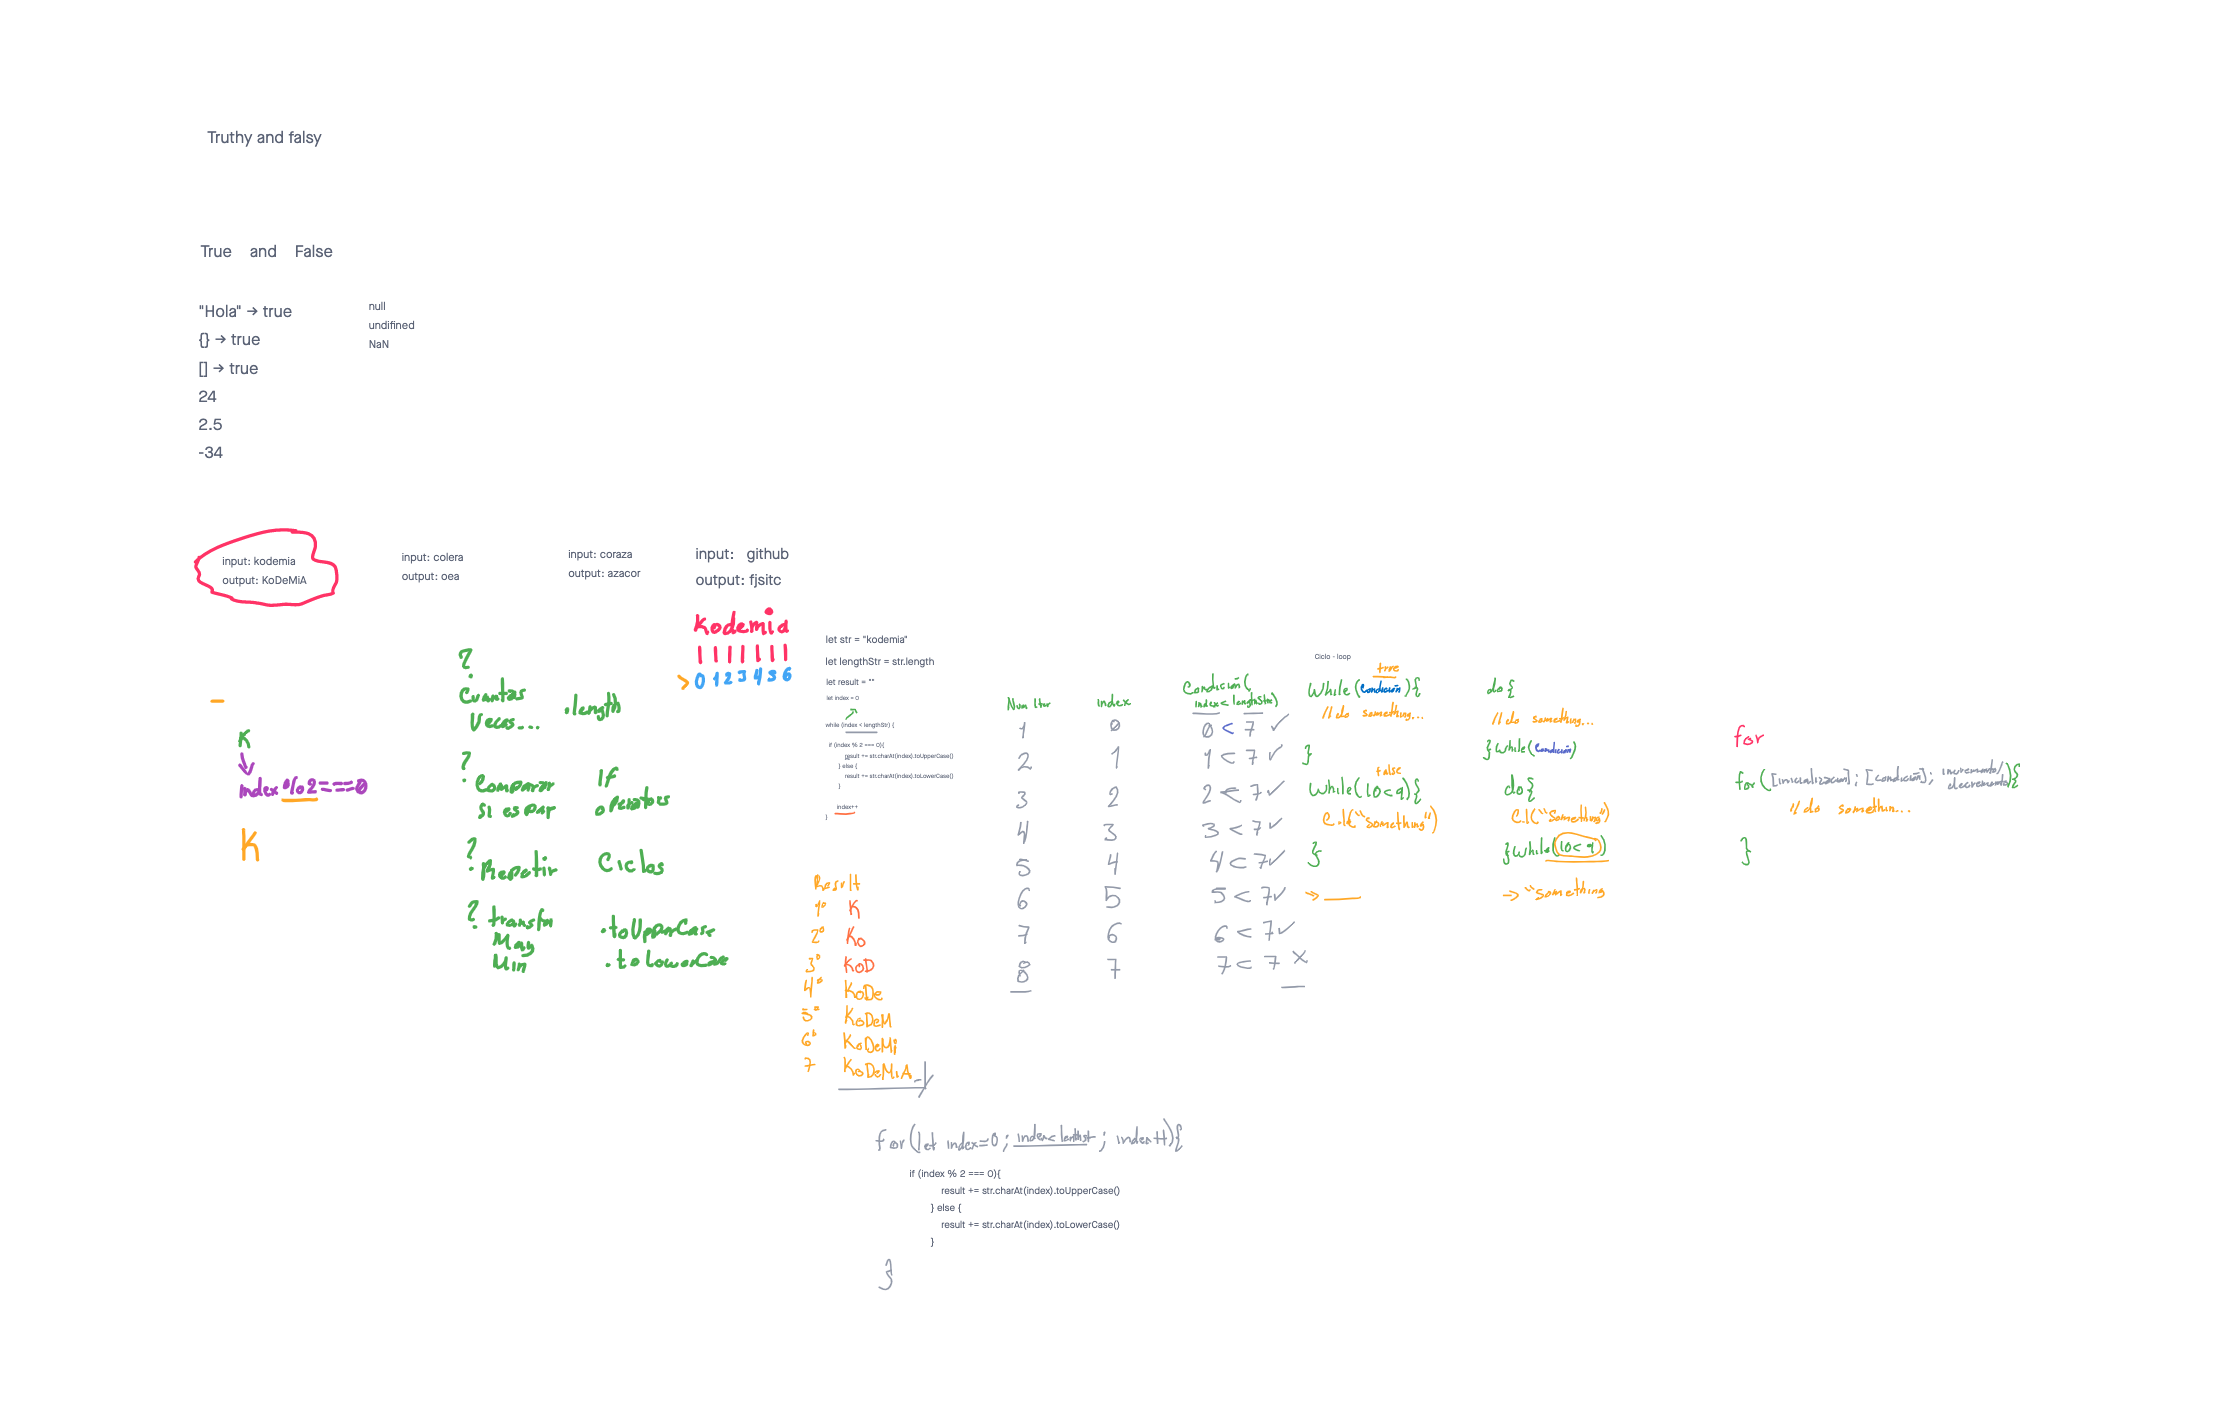 Truthy and falsy
True and False
"Hola" → true
{} → true
[] → true
24
2.5
-34
null
undifined
NaN
input: kodemia
output: KoDeMiA
input: colera
output: oea
input: coraza
output: azacor
input: github
output: fjsitc
K
index % 2 === 0
K
?
Cuantas
Veces...
.length
?
Comparar
Si es par
If
operators
?
Repetir
Ciclos
?
transfm
May
Min
.toUpperCase
.toLowerCase
Kodemia
> 0 1 2 3 4 5 6
let str = "kodemia"
let lengthStr = str.length
let result = ""
let index = 0
while (index < lengthStr) {
if (index % 2 === 0){
result += str.charAt(index).toUpperCase()
} else {
result += str.charAt(index).toLowerCase()
}
index++
}
Result
1° K
2° Ko
3° KoD
4° KoDe
5° KoDeM
6° KoDeMi
7 KoDeMiA
Num Iter index Condición(
index < lengthStr)
1 0 0 < 7 ✓
2 1 1 < 7 ✓
3 2 2 < 7 ✓
4 3 3 < 7 ✓
5 4 4 < 7 ✓
6 5 5 < 7 ✓
7 6 6 < 7 ✓
8 7 7 < 7 ×
Ciclo - loop
true
While (Condición) {
// do something...
}
false
While (10 < 9) {
C.l("Something")
}
→
do {
// do something...
} while (Condición)
do {
C.l("Something")
} while (10 < 9)
→ "Something
for
for ([inicialización]; [condición]; incremento/
decremento) {
// do somethin...
}
for (let index=0; index<lenthst; index++) {
if (index % 2 === 0){
result += str.charAt(index).toUpperCase()
} else {
result += str.charAt(index).toLowerCase()
}
}